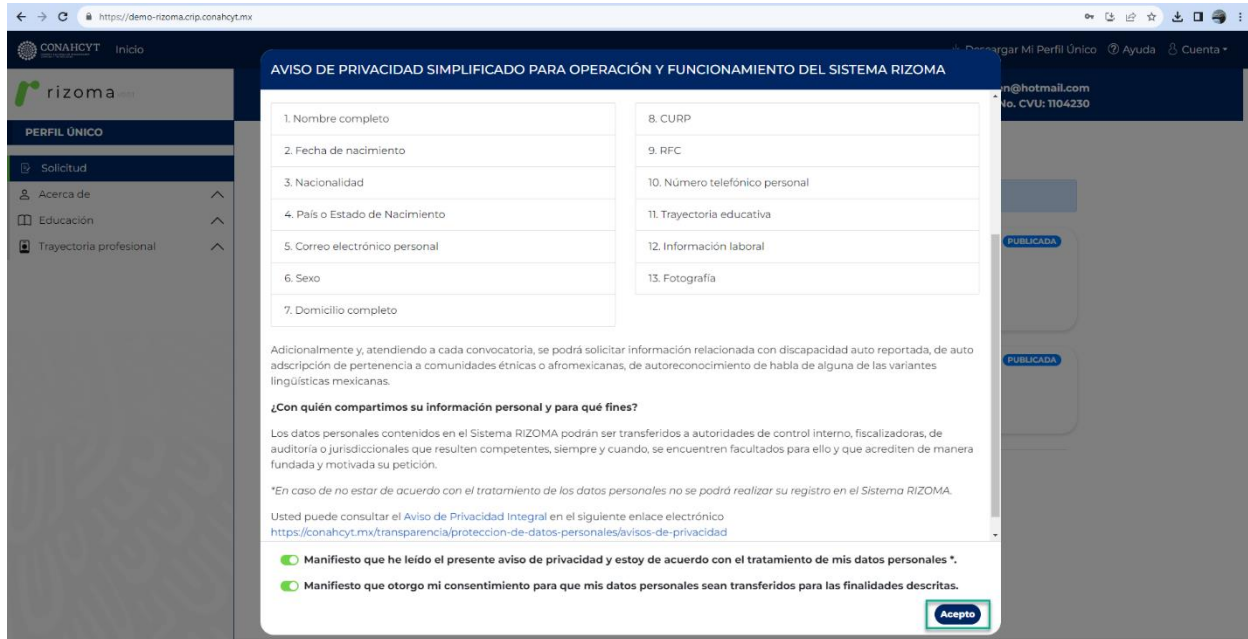 https://demo-rizoma.crip.conahcyt.mx
CONAHCYT Inicio
gar Mi Perfil Único Ayuda Cuenta
rizoma
n@hotmail.com
No. CVU: 1104230
PERFIL ÚNICO
Solicitud
Acerca de
Educación
Trayectoria profesional
AVISO DE PRIVACIDAD SIMPLIFICADO PARA OPERACIÓN Y FUNCIONAMIENTO DEL SISTEMA RIZOMA
1. Nombre completo
2. Fecha de nacimiento
3. Nacionalidad
4. País o Estado de Nacimiento
5. Correo electrónico personal
6. Sexo
7. Domicilio completo
8. CURP
9. RFC
10. Número telefónico personal
11. Trayectoria educativa
12. Información laboral
13. Fotografía
Adicionalmente y, atendiendo a cada convocatoria, se podrá solicitar información relacionada con discapacidad auto reportada, de auto
adscripción de pertenencia a comunidades étnicas o afromexicanas, de autoreconocimiento de habla de alguna de las variantes
lingüísticas mexicanas.
¿Con quién compartimos su información personal y para qué fines?
Los datos personales contenidos en el Sistema RIZOMA podrán ser transferidos a autoridades de control interno, fiscalizadoras, de
auditoría o jurisdiccionales que resulten competentes, siempre y cuando, se encuentren facultados para ello y que acrediten de manera
fundada y motivada su petición.
*En caso de no estar de acuerdo con el tratamiento de los datos personales no se podrá realizar su registro en el Sistema RIZOMA.
Usted puede consultar el Aviso de Privacidad Integral en el siguiente enlace electrónico
https://conahcyt.mx/transparencia/proteccion-de-datos-personales/avisos-de-privacidad
Manifiesto que he leído el presente aviso de privacidad y estoy de acuerdo con el tratamiento de mis datos personales *.
Manifiesto que otorgo mi consentimiento para que mis datos personales sean transferidos para las finalidades descritas.
Acepto
PUBLICADA
PUBLICADA